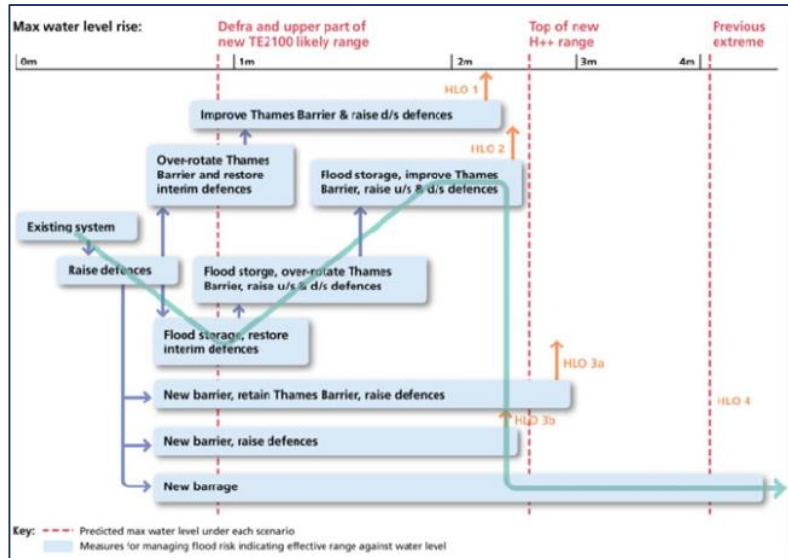 Max water level rise:
Defra and upper part of
new TE2100 likely range
Top of new
H++ range
Previous
extreme
0m
1m
2m
3m
4m
HLO 1
Improve Thames Barrier & raise d/s defences
HLO 2
Over-rotate Thames
Barrier and restore
interim defences
Flood storage, improve Thames
Barrier, raise u/s & d/s defences
Existing system
Raise defences
Flood storge, over-rotate Thames
Barrier, raise u/s & d/s defences
Flood storage, restore
interim defences
HLO 3a
New barrier, retain Thames Barrier, raise defences
HLO 4
HLO 3b
New barrier, raise defences
New barrage
Key:
Predicted max water level under each scenario
Measures for managing flood risk indicating effective range against water level